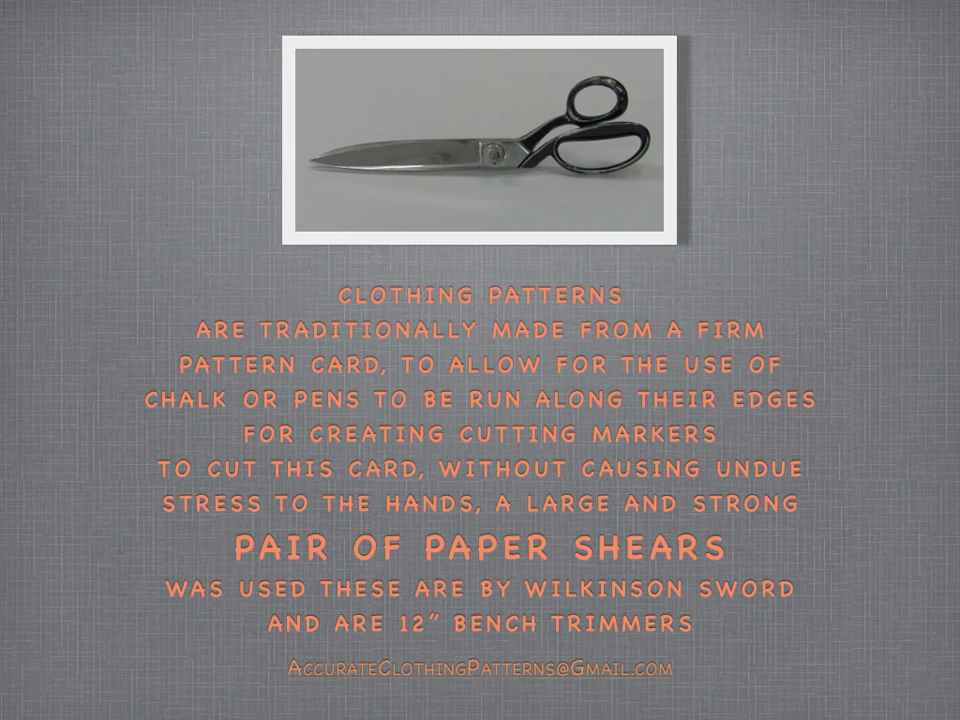 CLOTHING PATTERNS
ARE TRADITIONALLY MADE FROM A FIRM
PATTERN CARD, TO ALLOW FOR THE USE OF
CHALK OR PENS TO BE RUN ALONG THEIR EDGES
FOR CREATING CUTTING MARKERS
TO CUT THIS CARD, WITHOUT CAUSING UNDUE
STRESS TO THE HANDS, A LARGE AND STRONG
PAIR OF PAPER SHEARS
WAS USED THESE ARE BY WILKINSON SWORD
AND ARE 12” BENCH TRIMMERS
ACCURATECLOTHINGPATTERNS@GMAIL.COM